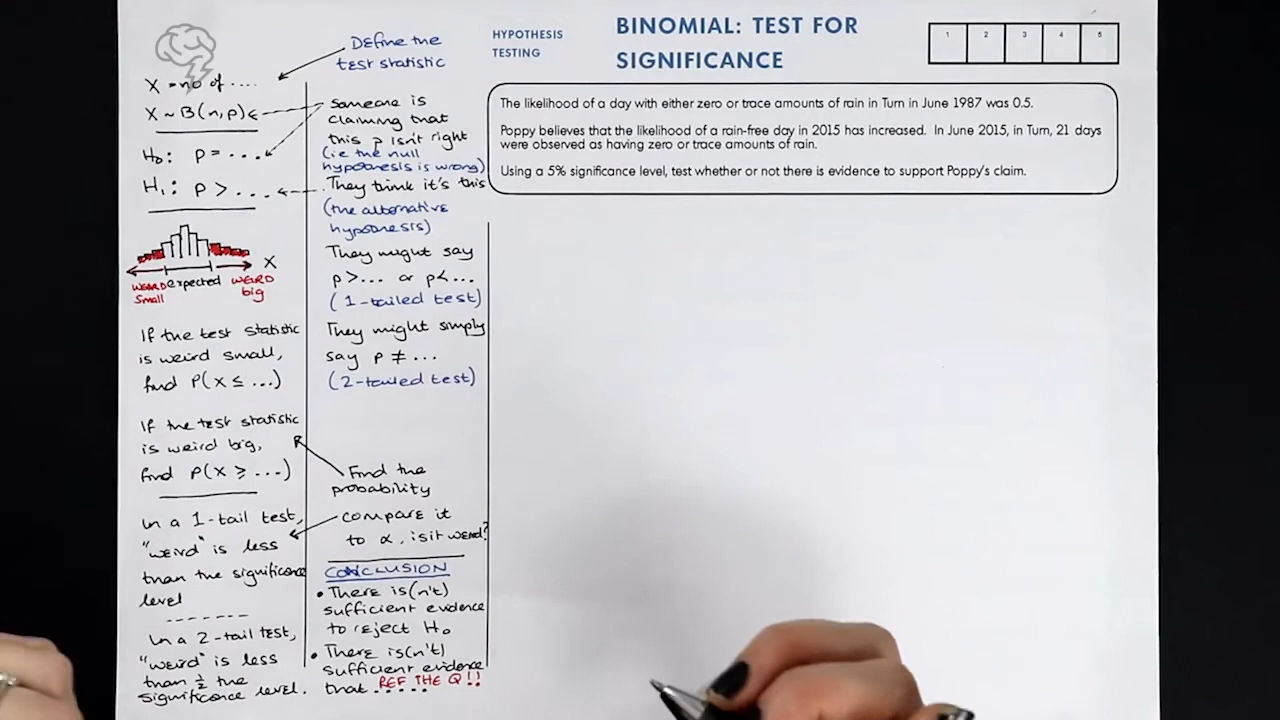 HYPOTHESIS
TESTING
BINOMIAL: TEST FOR
SIGNIFICANCE
1 2 3 4 5
The likelihood of a day with either zero or trace amounts of rain in Turn in June 1987 was 0.5.
Poppy believes that the likelihood of a rain-free day in 2015 has increased. In June 2015, in Turn, 21 days
were observed as having zero or trace amounts of rain.
Using a 5% significance level, test whether or not there is evidence to support Poppy's claim.
X = no of ....
X ~ B(n,p)
H₀: p = ...
H₁: p > ...
X
WEIRD small
expected
WEIRD big
If the test statistic
is weird small,
find P(X ≤ ...)
If the test statistic
is weird big,
find P(X ≥ ...)
In a 1-tail test,
"weird" is less
than the significance
level
In a 2-tail test,
"weird" is less
than ½ the
significance level.
Define the
test statistic
Someone is
claiming that
this p isn't right
(ie the null
hypothesis is wrong)
They think it's this
(the alternative
hypothesis)
They might say
p>... or p<...
(1-tailed test)
They might simply
say p ≠ ...
(2-tailed test)
Find the
probability
compare it
to α, is it weird?
CONCLUSION
• There is(n't)
sufficient evidence
to reject H₀
• There is(n't)
sufficient evidence
that ..... REF THE Q!!